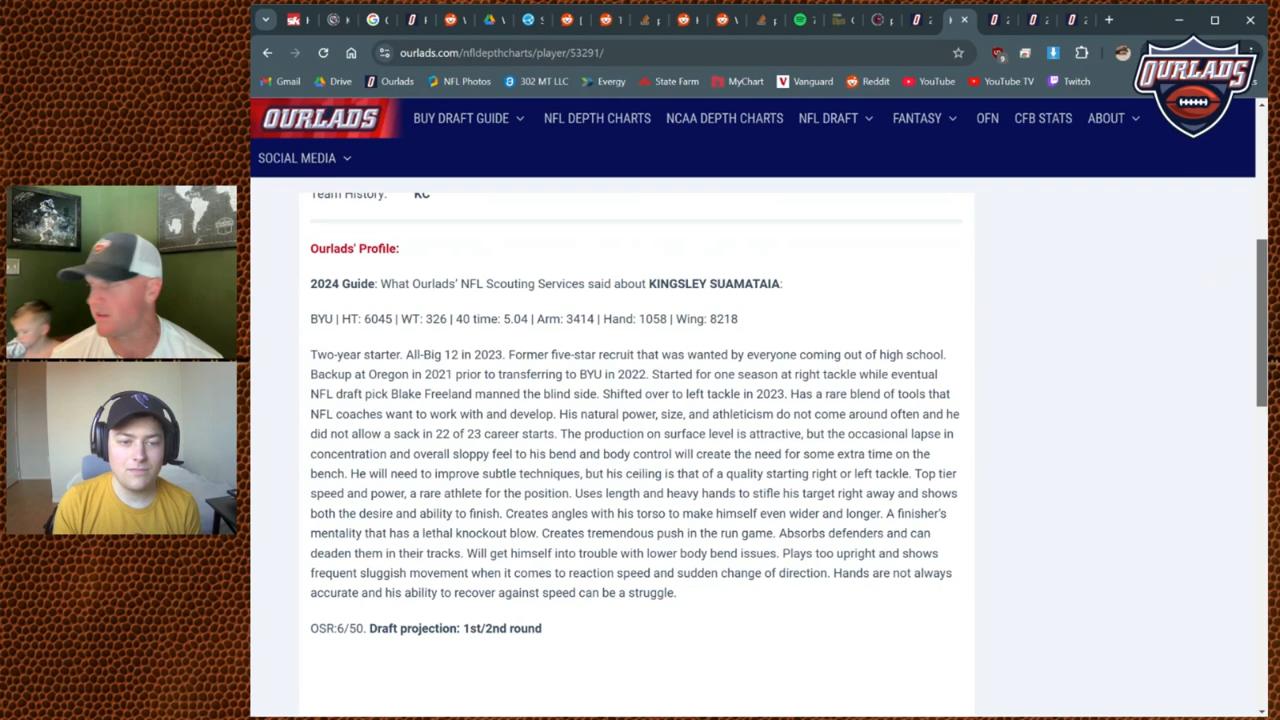 ourlads.com/nfldepthcharts/player/53291/
Gmail Drive Ourlads NFL Photos 302 MT LLC Evergy State Farm MyChart Vanguard Reddit YouTube YouTube TV Twitch
OURLADS
OURLADS
BUY DRAFT GUIDE NFL DEPTH CHARTS NCAA DEPTH CHARTS NFL DRAFT FANTASY OFN CFB STATS ABOUT
SOCIAL MEDIA
Team History: KC
Ourlads' Profile:
2024 Guide: What Ourlads' NFL Scouting Services said about KINGSLEY SUAMATAIA:
BYU | HT: 6045 | WT: 326 | 40 time: 5.04 | Arm: 3414 | Hand: 1058 | Wing: 8218
Two-year starter. All-Big 12 in 2023. Former five-star recruit that was wanted by everyone coming out of high school.
Backup at Oregon in 2021 prior to transferring to BYU in 2022. Started for one season at right tackle while eventual
NFL draft pick Blake Freeland manned the blind side. Shifted over to left tackle in 2023. Has a rare blend of tools that
NFL coaches want to work with and develop. His natural power, size, and athleticism do not come around often and he
did not allow a sack in 22 of 23 career starts. The production on surface level is attractive, but the occasional lapse in
concentration and overall sloppy feel to his bend and body control will create the need for some extra time on the
bench. He will need to improve subtle techniques, but his ceiling is that of a quality starting right or left tackle. Top tier
speed and power, a rare athlete for the position. Uses length and heavy hands to stifle his target right away and shows
both the desire and ability to finish. Creates angles with his torso to make himself even wider and longer. A finisher's
mentality that has a lethal knockout blow. Creates tremendous push in the run game. Absorbs defenders and can
deaden them in their tracks. Will get himself into trouble with lower body bend issues. Plays too upright and shows
frequent sluggish movement when it comes to reaction speed and sudden change of direction. Hands are not always
accurate and his ability to recover against speed can be a struggle.
OSR:6/50. Draft projection: 1st/2nd round